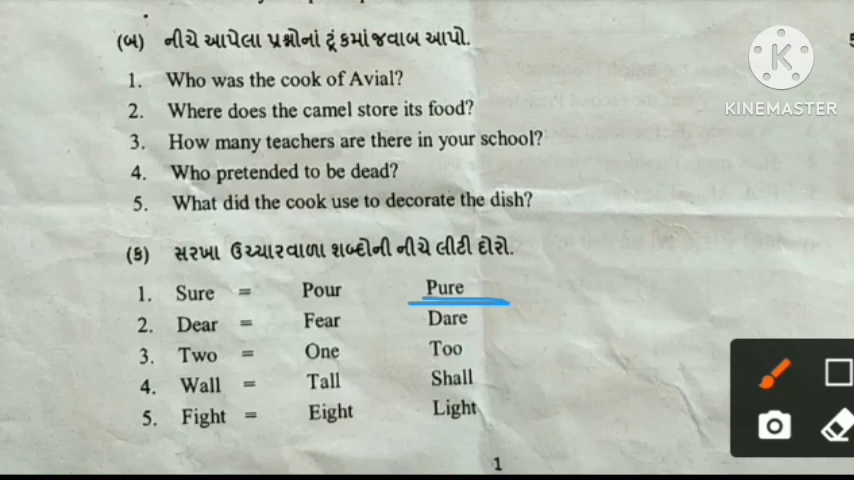 (બ) નીચે આપેલા પ્રશ્નોનાં ટૂંકમાં જવાબ આપો.
1. Who was the cook of Avial?
2. Where does the camel store its food?
3. How many teachers are there in your school?
4. Who pretended to be dead?
5. What did the cook use to decorate the dish?
(ક) સરખા ઉચ્ચારવાળા શબ્દોની નીચે લીટી દોરો.
1. Sure = Pour Pure
2. Dear = Fear Dare
3. Two = One Too
4. Wall = Tall Shall
5. Fight = Eight Light
1
KINEMASTER